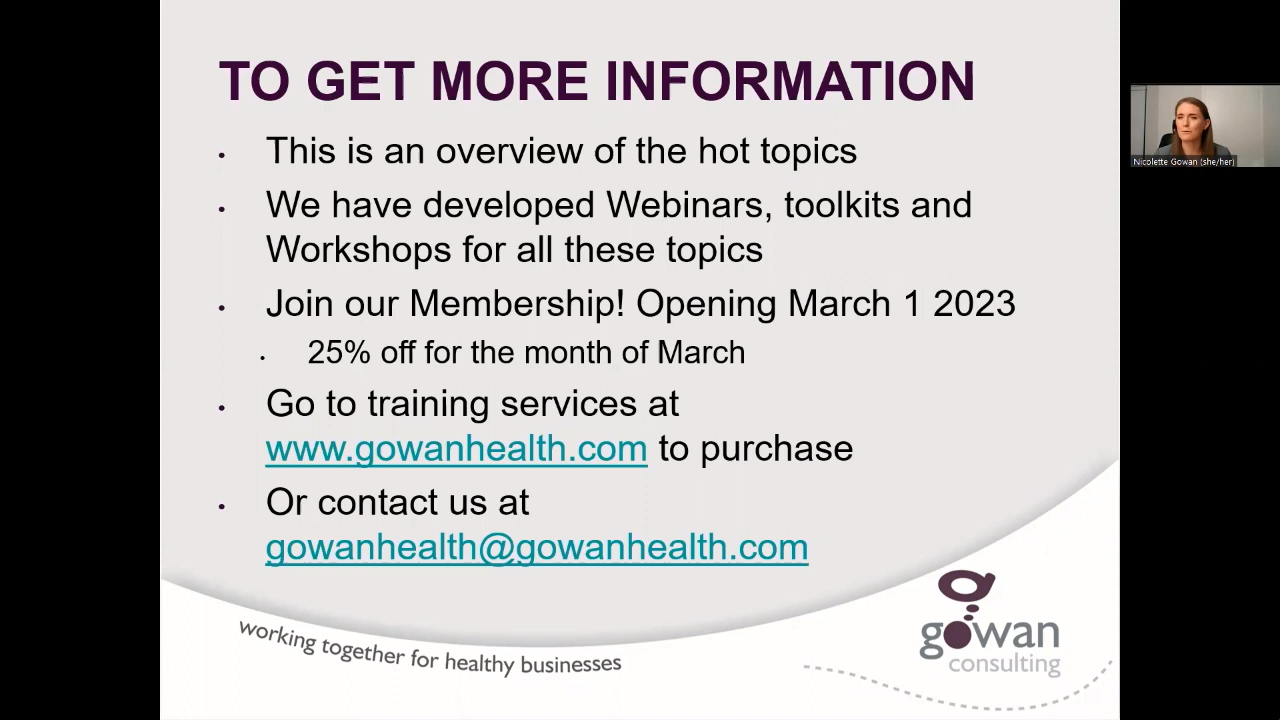 TO GET MORE INFORMATION
• This is an overview of the hot topics
• We have developed Webinars, toolkits and
Workshops for all these topics
• Join our Membership! Opening March 1 2023
• 25% off for the month of March
• Go to training services at
www.gowanhealth.com to purchase
• Or contact us at
gowanhealth@gowanhealth.com
working together for healthy businesses
gowan
consulting
Nicolette Gowan (she/her)